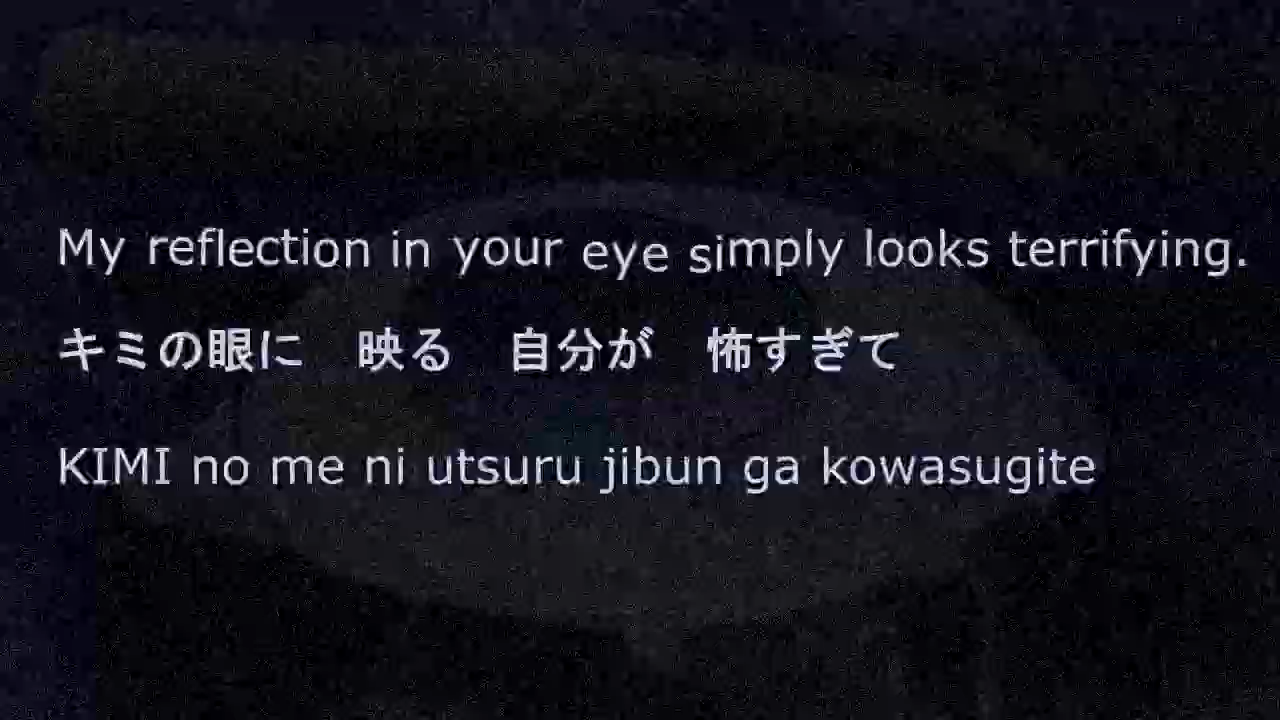 My reflection in your eye simply looks terrifying.
キミの眼に　映る　自分が　怖すぎて
KIMI no me ni utsuru jibun ga kowasugite